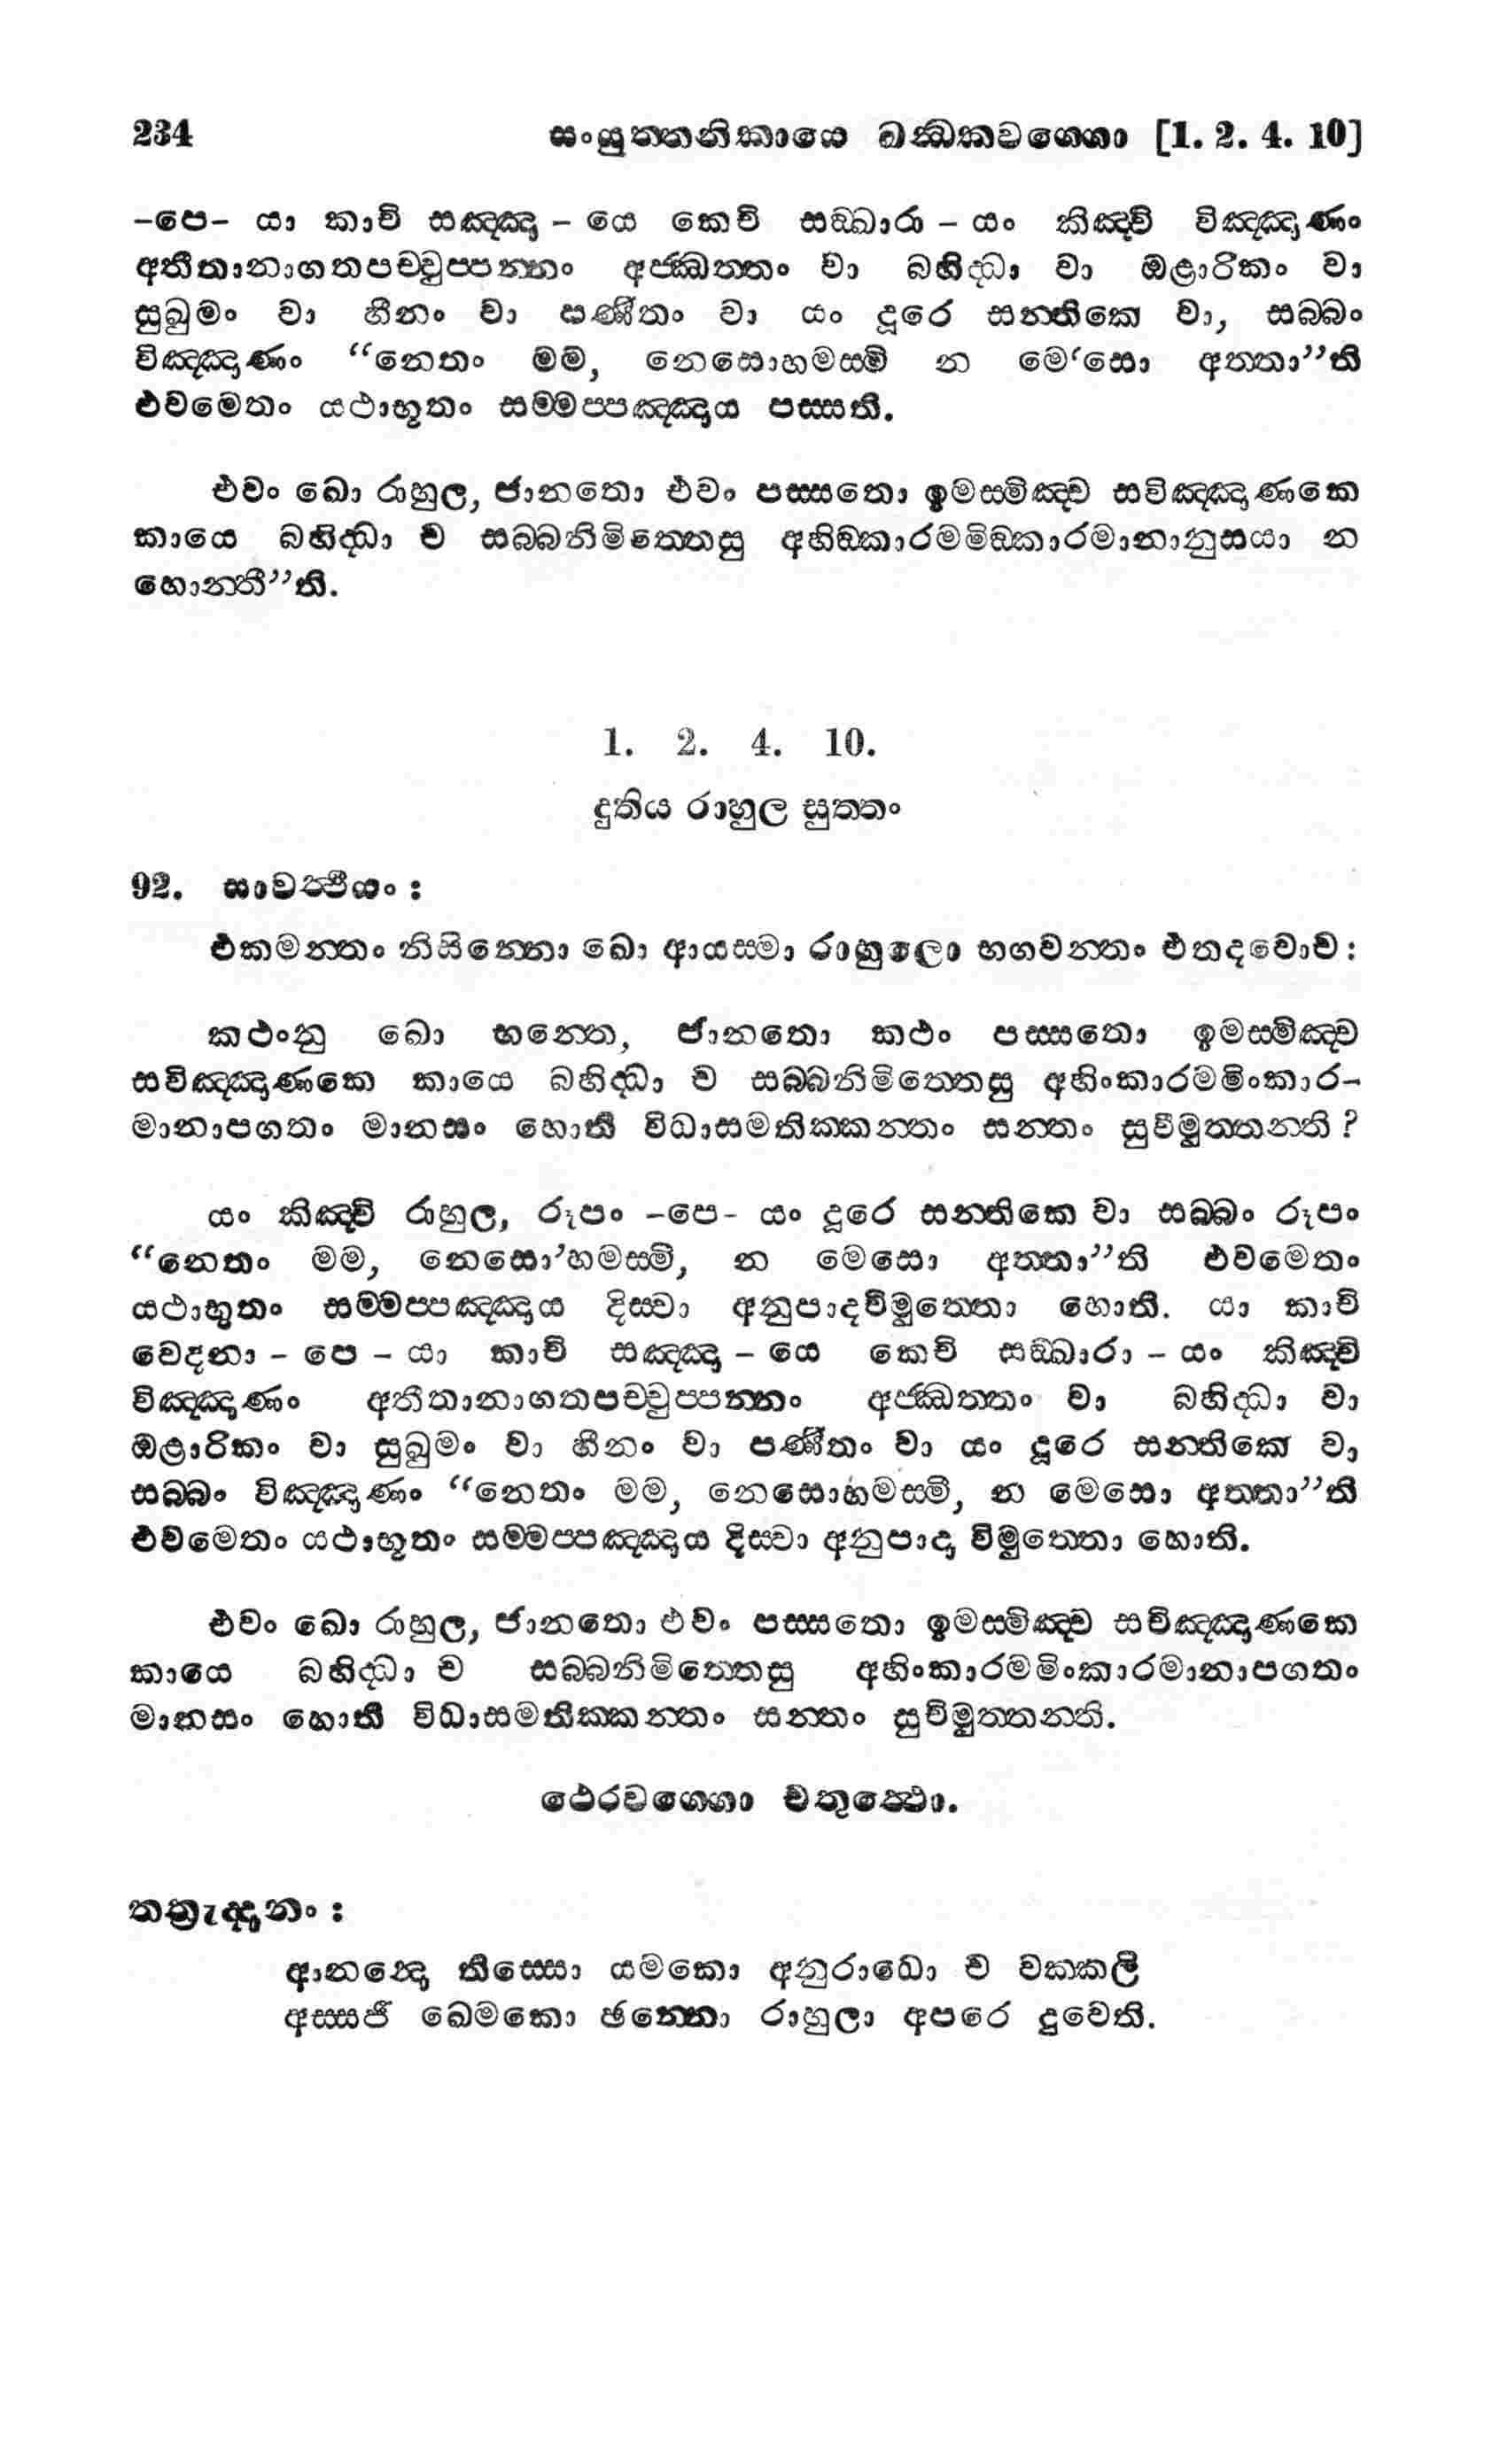 234 සංයුත්තනිකායෙ ඛන්ධකවග්ගො [1. 2. 4. 10]
–පෙ– යා කාචි සඤ්ඤා – යෙ කෙචි සඞ්ඛාරා – යං කිඤ්චි විඤ්ඤාණං
අතීතානාගතපච්චුප්පන්නං අජ්ඣත්තං වා බහිද්ධා වා ඔළාරිකං වා
සුඛුමං වා හීනං වා පණීතං වා යං දූරෙ සන්තිකෙ වා, සබ්බං
විඤ්ඤාණං “නෙතං මම, නෙසොහමස්මි න මෙ‘සො අත්තා”ති
එවමෙතං යථාභූතං සම්මප්පඤ්ඤාය පස්සති.
එවං ඛො රාහුල, ජානතො එවං පස්සතො ඉමස්මිඤ්ච සවිඤ්ඤාණකෙ
කායෙ බහිද්ධා ච සබ්බනිමිත්තෙසු අහිඞ්කාරමමිඞ්කාරමානානුසයා න
හොන්තී”ති.
1. 2. 4. 10.
දුතිය රාහුල සුත්තං
92. සාවත්ථියං :
එකමන්තං නිසින්නො ඛො ආයස්මා රාහුලො භගවන්තං එතදවොච :
කථංනු ඛො භන්තෙ, ජානතො කථං පස්සතො ඉමස්මිඤ්ච
සවිඤ්ඤාණකෙ කායෙ බහිද්ධා ච සබ්බනිමිත්තෙසු අහිංකාරමමිංකාර–
මානාපගතං මානසං හොති විධාසමතික්කන්තං සන්තං සුවිමුත්තන්ති ?
යං කිඤ්චි රාහුල, රූපං –පෙ– යං දූරෙ සන්තිකෙ වා සබ්බං රූපං
“නෙතං මම, නෙසො’හමස්මි, න මෙසො අත්තා”ති එවමෙතං
යථාභූතං සම්මප්පඤ්ඤාය දිස්වා අනුපාදවිමුත්තො හොති. යා කාචි
වෙදනා – පෙ – යා කාචි සඤ්ඤා – යෙ කෙචි සඞ්ඛාරා – යං කිඤ්චි
විඤ්ඤාණං අතීතානාගතපච්චුප්පන්නං අජ්ඣත්තං වා බහිද්ධා වා
ඔළාරිකං වා සුඛුමං වා හීනං වා පණීතං වා යං දූරෙ සන්තිකෙ වා
සබ්බං විඤ්ඤාණං “නෙතං මම, නෙසොහමස්මි, න මෙසො අත්තා”ති
එවමෙතං යථාභූතං සම්මප්පඤ්ඤාය දිස්වා අනුපාදා විමුත්තො හොති.
එවං ඛො රාහුල, ජානතො එවං පස්සතො ඉමස්මිඤ්ච සවිඤ්ඤාණකෙ
කායෙ බහිද්ධා ච සබ්බනිමිත්තෙසු අහිංකාරමමිංකාරමානාපගතං
මානසං හොති විධාසමතික්කන්තං සන්තං සුවිමුත්තන්ති.
ථෙරවග්ගො චතුත්ථො.
තත්‍රුද්දානං :
ආනන්දො තිස්සො යමකො අනුරාධො ච වක්කලි
අස්සජි ඛෙමකො ඡන්නො රාහුලා අපරෙ දුවෙති.